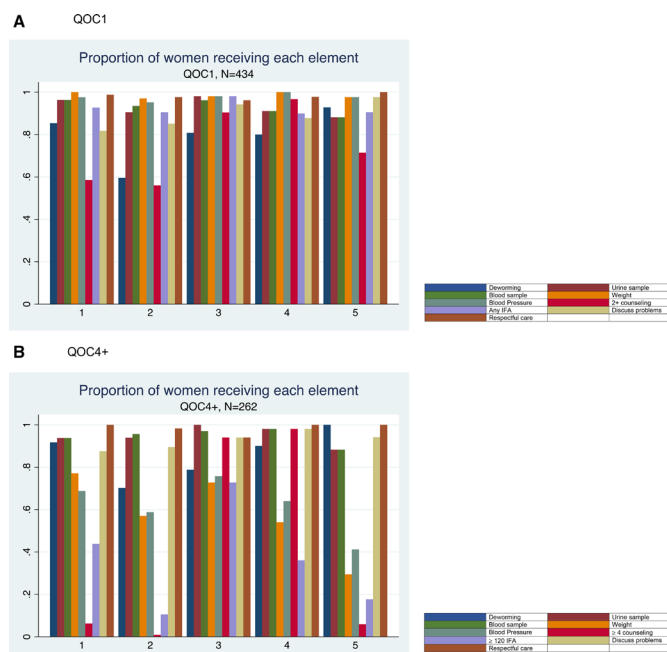 A QOC1
Proportion of women receiving each element
QOC1, N=434
1
.8
.6
.4
.2
0
1 2 3 4 5
Deworming Urine sample
Blood sample Weight
Blood Pressure 2+ counseling
Any IFA Discuss problems
Respectful care
B QOC4+
Proportion of women receiving each element
QOC4+, N=262
1
.8
.6
.4
.2
0
1 2 3 4 5
Deworming Urine sample
Blood sample Weight
Blood Pressure ≥ 4 counseling
≥ 120 IFA Discuss problems
Respectful care